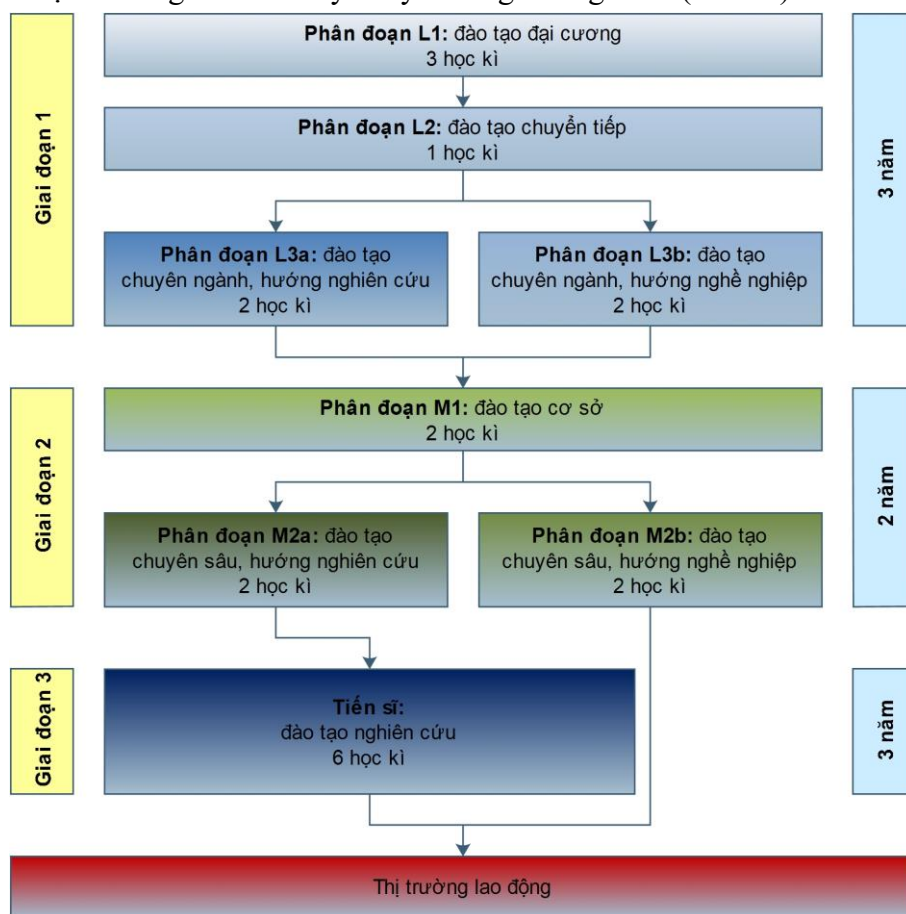 Phân đoạn L1: đào tạo đại cương
3 học kì
Giai đoạn 1
3 năm
Phân đoạn L2: đào tạo chuyển tiếp
1 học kì
Phân đoạn L3a: đào tạo
chuyên ngành, hướng nghiên cứu
2 học kì
Phân đoạn L3b: đào tạo
chuyên ngành, hướng nghề nghiệp
2 học kì
Giai đoạn 2
2 năm
Phân đoạn M1: đào tạo cơ sở
2 học kì
Phân đoạn M2a: đào tạo
chuyên sâu, hướng nghiên cứu
2 học kì
Phân đoạn M2b: đào tạo
chuyên sâu, hướng nghề nghiệp
2 học kì
Giai đoạn 3
3 năm
Tiến sĩ:
đào tạo nghiên cứu
6 học kì
Thị trường lao động